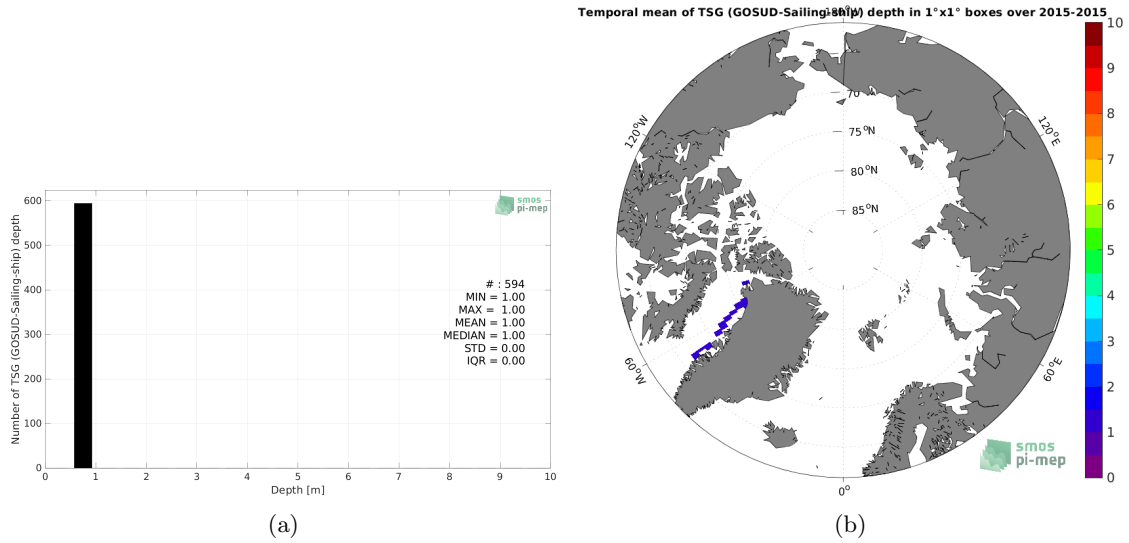 600
500
400
300
200
100
0
Number of TSG (GOSUD-Sailing-ship) depth
smos
pi-mep
# : 594
MIN = 1.00
MAX = 1.00
MEAN = 1.00
MEDIAN = 1.00
STD = 0.00
IQR = 0.00
0 1 2 3 4 5 6 7 8 9 10
Depth [m]
(a)
Temporal mean of TSG (GOSUD-Sailing-ship) depth in 1°x1° boxes over 2015-2015
180°W
120°W
120°E
70°N
75°N
80°N
85°N
60°W
60°E
0°
10
9
8
7
6
5
4
3
2
1
0
smos
pi-mep
(b)